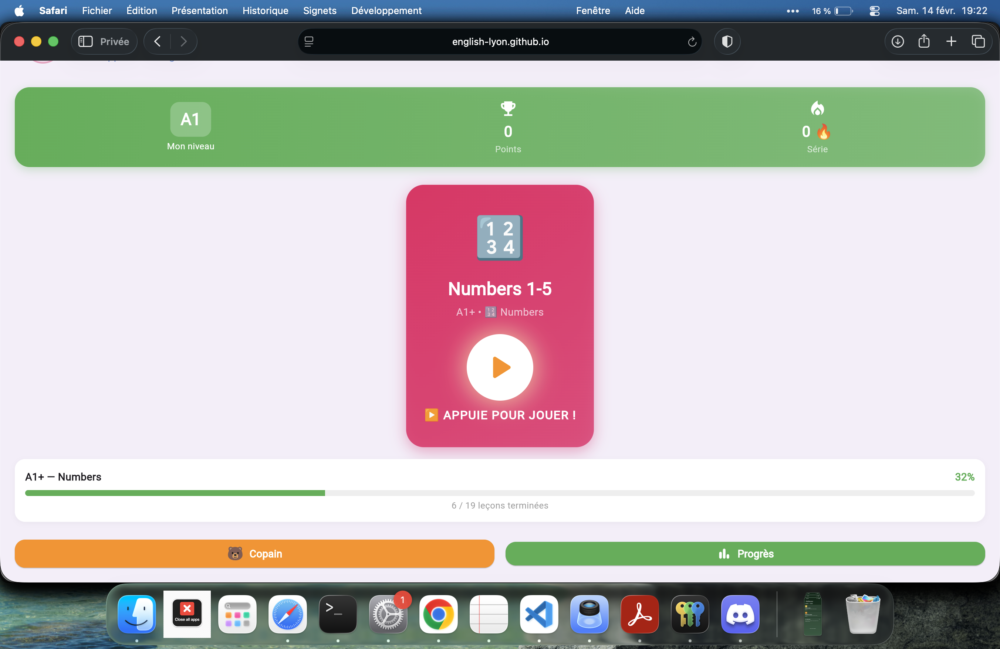 Safari Fichier Édition Présentation Historique Signets Développement Fenêtre Aide 16 % Sam. 14 févr. 19:22
Privée english-lyon.github.io
A1
Mon niveau
0
Points
0 🔥
Série
1 2
3 4
Numbers 1-5
A1+ • 🔢 Numbers
▶️ APPUIE POUR JOUER !
A1+ — Numbers 32%
6 / 19 leçons terminées
🐻 Copain
Progrès
1
Close all apps